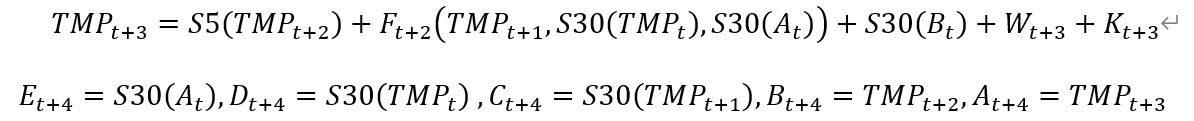 TMP_{t+3} = S5(TMP_{t+2}) + F_{t+2}(TMP_{t+1}, S30(TMP_t), S30(A_t)) + S30(B_t) + W_{t+3} + K_{t+3}↵
E_{t+4} = S30(A_t), D_{t+4} = S30(TMP_t) , C_{t+4} = S30(TMP_{t+1}), B_{t+4} = TMP_{t+2}, A_{t+4} = TMP_{t+3}